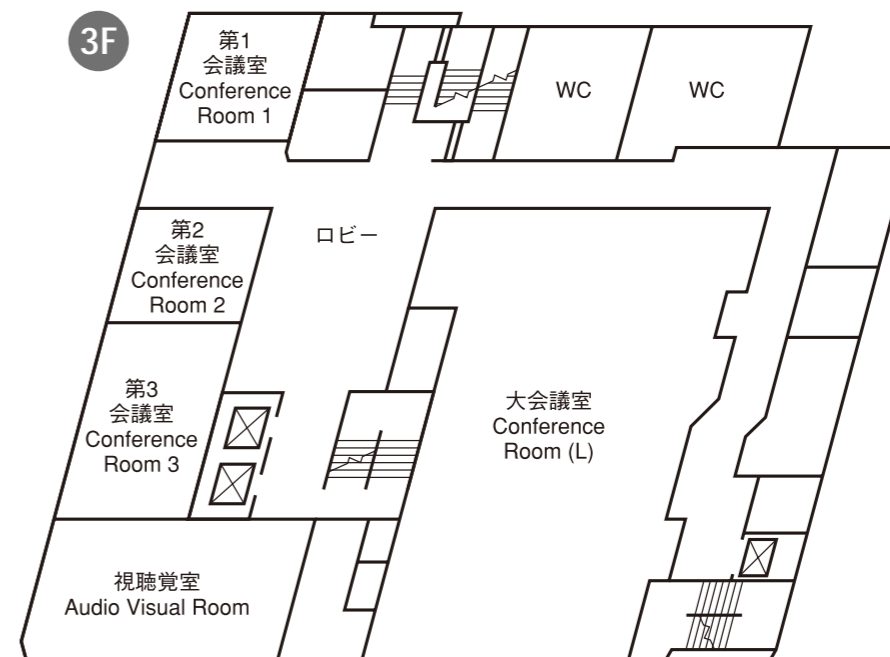 3F
第1
会議室
Conference
Room 1
WC
WC
第2
会議室
Conference
Room 2
ロビー
第3
会議室
Conference
Room 3
大会議室
Conference
Room (L)
視聴覚室
Audio Visual Room